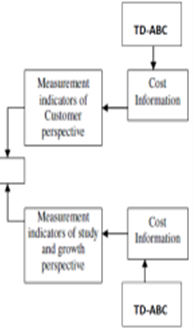 TD-ABC
Measurement
indicators of
Customer
perspective
Cost
Information
Measurement
indicators of study
and growth
perspective
Cost
Information
TD-ABC